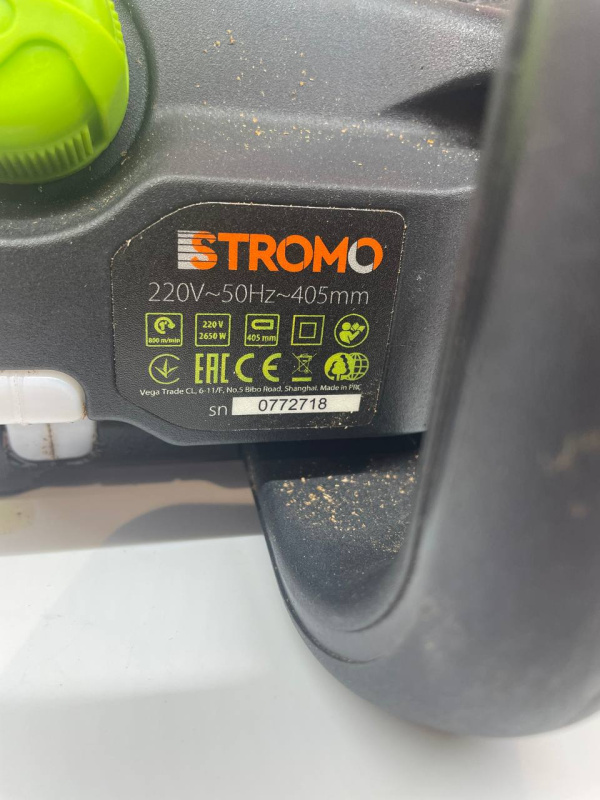 STROMO
220V~50Hz~405mm
800 m/min
220 V
2650 W
405 mm
EAC CE
Vega Trade CL, 6-11/F, No.5 Bibo Road, Shanghai. Made in PRC
sn 0772718